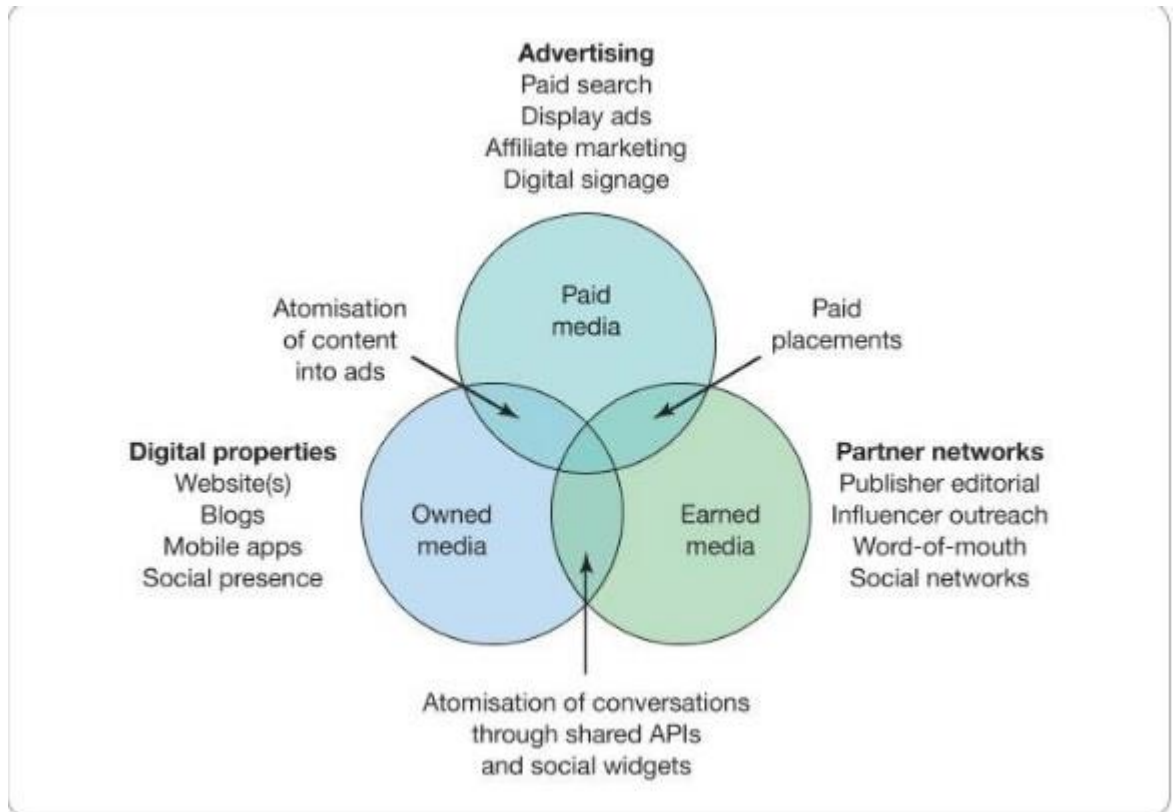 Advertising
Paid search
Display ads
Affiliate marketing
Digital signage
Paid
media
Atomisation
of content
into ads
Paid
placements
Digital properties
Website(s)
Blogs
Mobile apps
Social presence
Owned
media
Earned
media
Partner networks
Publisher editorial
Influencer outreach
Word-of-mouth
Social networks
Atomisation of conversations
through shared APIs
and social widgets